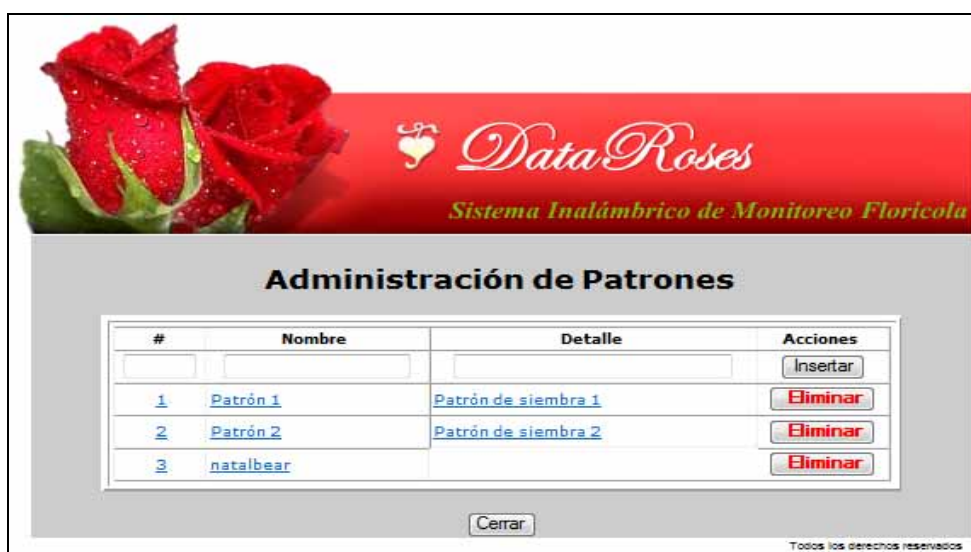 DataRoses
Sistema Inalámbrico de Monitoreo Florícola
Administración de Patrones
# Nombre Detalle Acciones
Insertar
1 Patrón 1 Patrón de siembra 1 Eliminar
2 Patrón 2 Patrón de siembra 2 Eliminar
3 natalbear Eliminar
Cerrar
Todos los derechos reservados